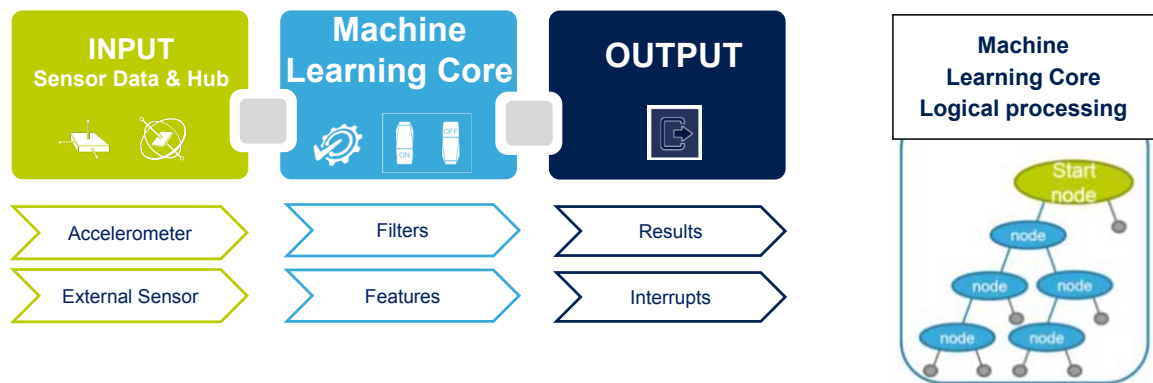 INPUT
Sensor Data & Hub
Machine
Learning Core
ON
OFF
OUTPUT
Accelerometer
External Sensor
Filters
Features
Results
Interrupts
Machine
Learning Core
Logical processing
Start
node
node
node
node
node
node